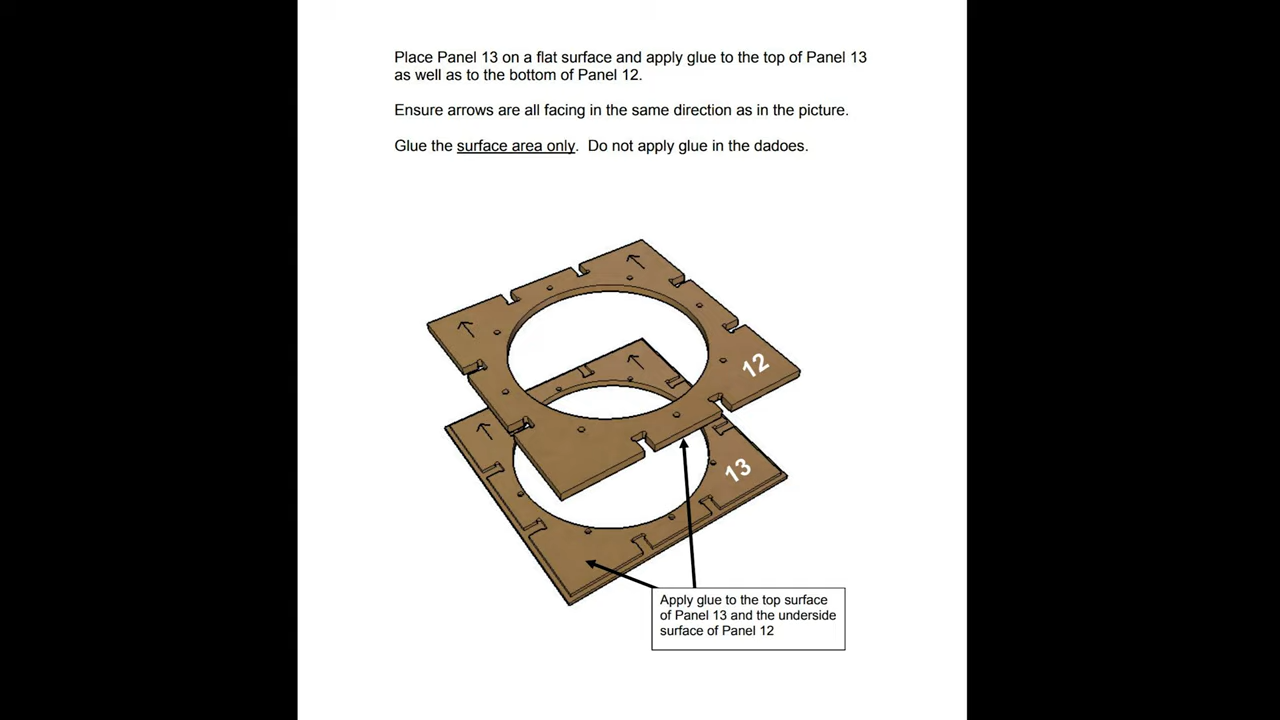 Place Panel 13 on a flat surface and apply glue to the top of Panel 13
as well as to the bottom of Panel 12.
Ensure arrows are all facing in the same direction as in the picture.
Glue the surface area only.  Do not apply glue in the dadoes.
12
13
Apply glue to the top surface
of Panel 13 and the underside
surface of Panel 12